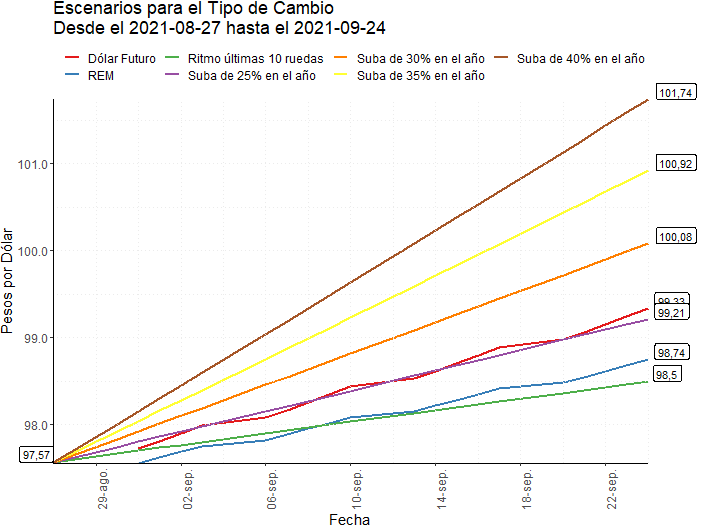 Escenarios para el Tipo de Cambio
Desde el 2021-08-27 hasta el 2021-09-24
Dólar Futuro
Ritmo últimas 10 ruedas
Suba de 30% en el año
Suba de 40% en el año
REM
Suba de 25% en el año
Suba de 35% en el año
101,74
101.0
100,92
100,08
100.0
99,33
99,21
99.0
98,74
98,5
98.0
97,57
Pesos por Dólar
29-ago.
02-sep.
06-sep.
10-sep.
14-sep.
18-sep.
22-sep.
Fecha